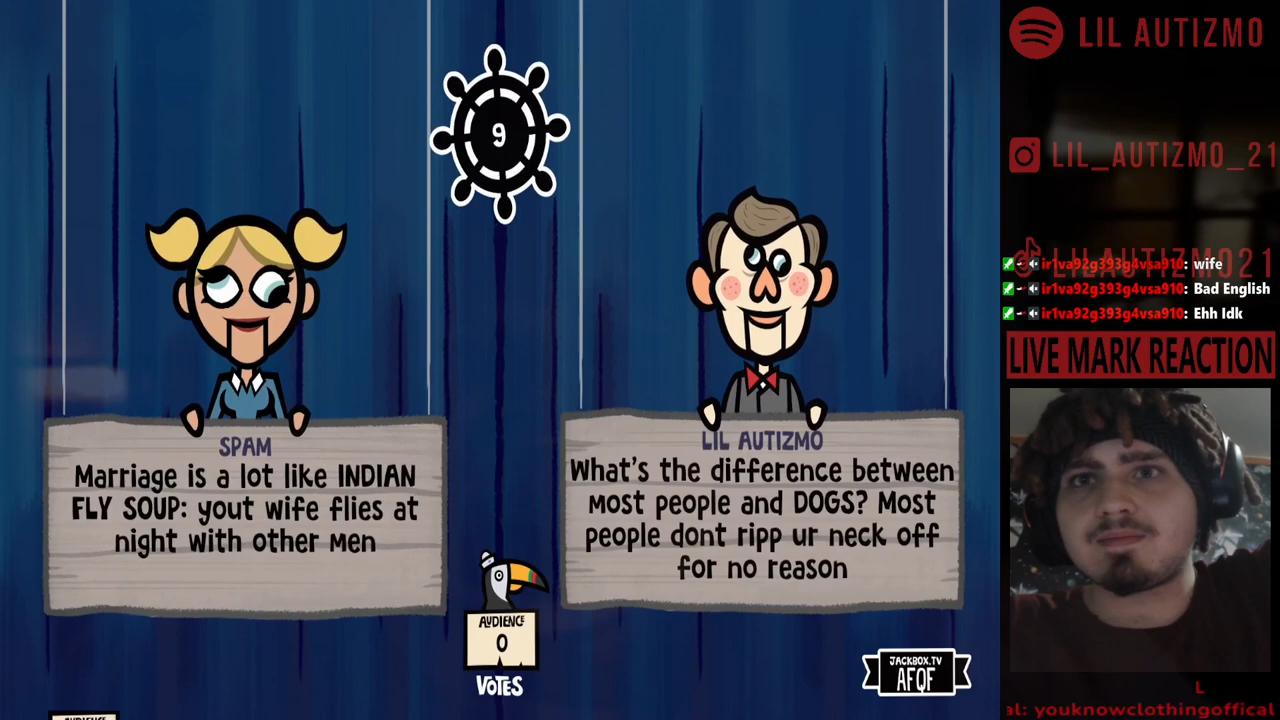 9
SPAM
Marriage is a lot like INDIAN
FLY SOUP: yout wife flies at
night with other men
LIL AUTIZMO
What's the difference between
most people and DOGS? Most
people dont ripp ur neck off
for no reason
AUDIENCE
0
VOTES
JACKBOX.TV
AFQF
AUDIENCE
LIL AUTIZMO
LIL_AUTIZMO_21
LILAUTIZMO21
ir1va92g393g4vsa910: wife
ir1va92g393g4vsa910: Bad English
ir1va92g393g4vsa910: Ehh Idk
LIVE MARK REACTION
L
al: youknowclothingoffical